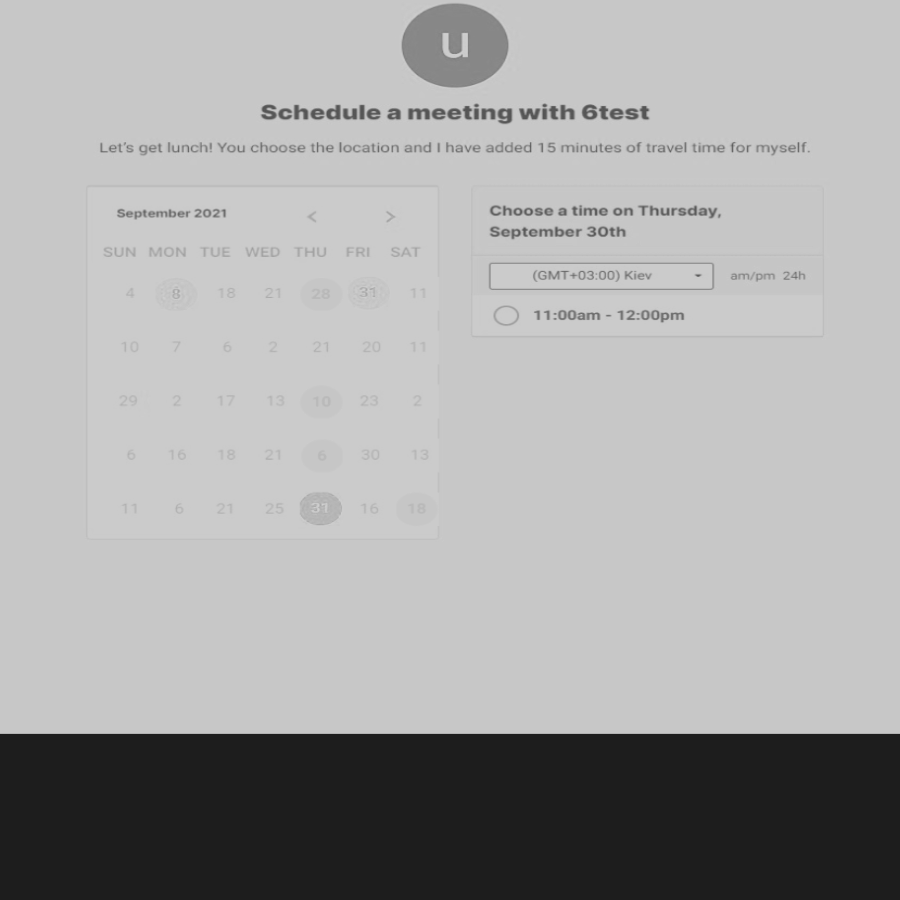 u
Schedule a meeting with 6test
Let's get lunch! You choose the location and I have added 15 minutes of travel time for myself.
September 2021 < >
SUN MON TUE WED THU FRI SAT
4 8 18 21 28 31 11
10 7 6 2 21 20 11
29 2 17 13 10 23 2
6 16 18 21 6 30 13
11 6 21 25 31 16 18
Choose a time on Thursday,
September 30th
(GMT+03:00) Kiev am/pm 24h
11:00am - 12:00pm